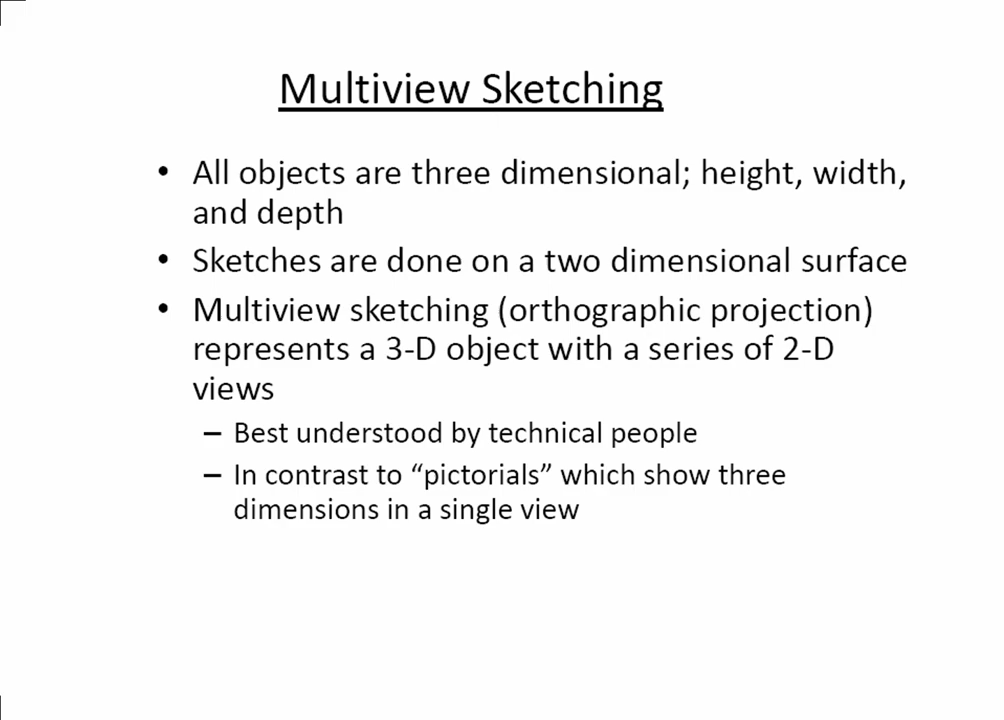 Multiview Sketching
• All objects are three dimensional; height, width,
and depth
• Sketches are done on a two dimensional surface
• Multiview sketching (orthographic projection)
represents a 3-D object with a series of 2-D
views
– Best understood by technical people
– In contrast to “pictorials” which show three
dimensions in a single view